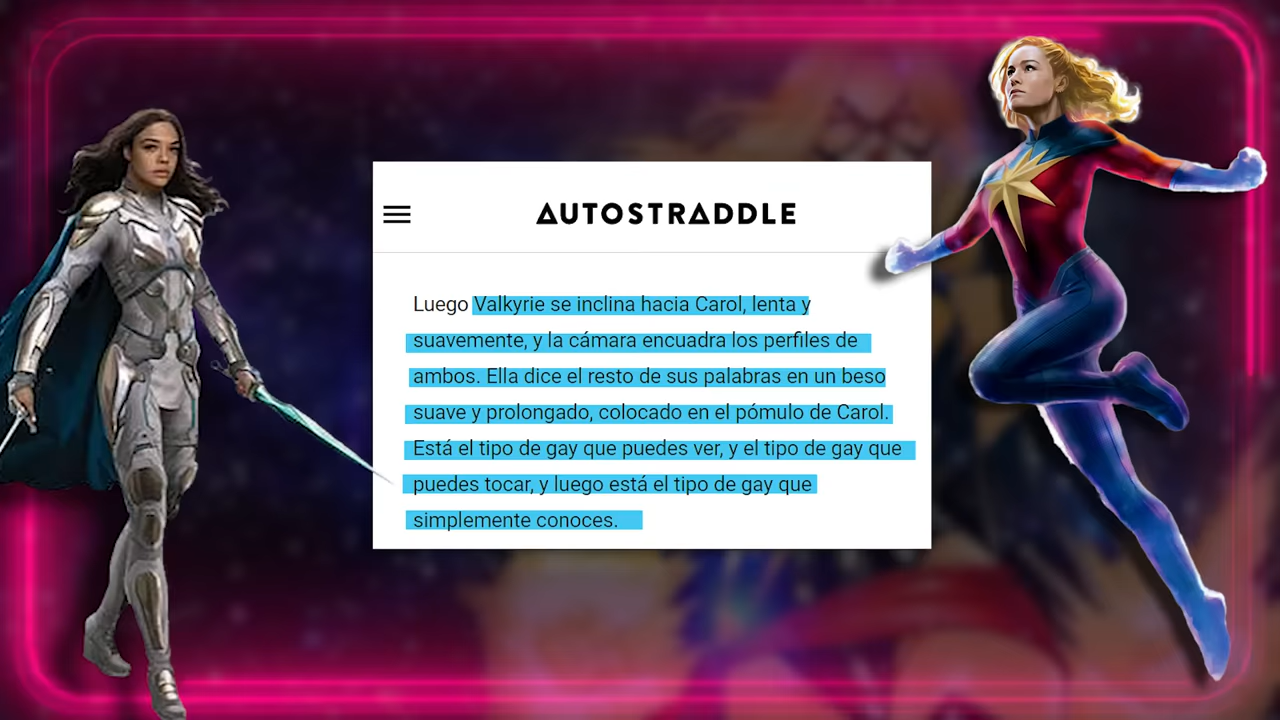 AUTOSTRADDLE
Luego Valkyrie se inclina hacia Carol, lenta y
suavemente, y la cámara encuadra los perfiles de
ambos. Ella dice el resto de sus palabras en un beso
suave y prolongado, colocado en el pómulo de Carol.
Está el tipo de gay que puedes ver, y el tipo de gay que
puedes tocar, y luego está el tipo de gay que
simplemente conoces.